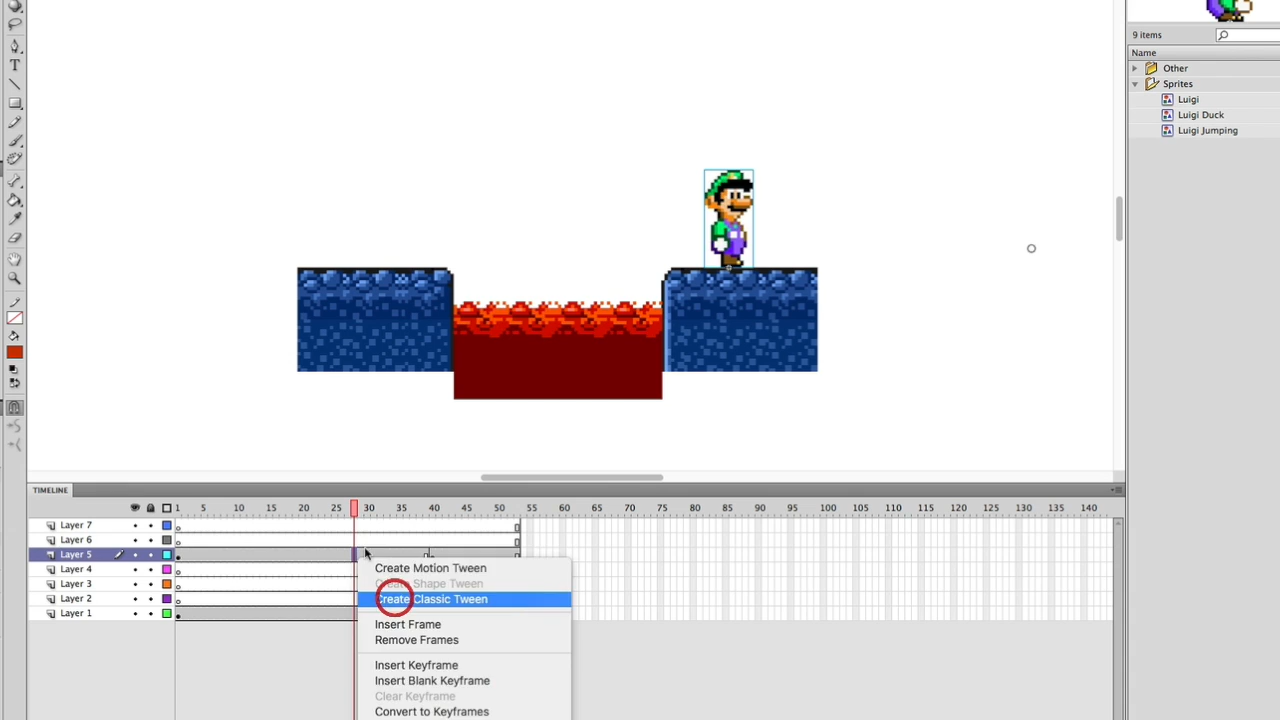 9 items
Name
Other
Sprites
Luigi
Luigi Duck
Luigi Jumping
T
TIMELINE
1 5 10 15 20 25 30 35 40 45 50 55 60 65 70 75 80 85 90 95 100 105 110 115 120 125 130 135 140
Layer 7
Layer 6
Layer 5
Layer 4
Layer 3
Layer 2
Layer 1
Create Motion Tween
Create Shape Tween
Create Classic Tween
Insert Frame
Remove Frames
Insert Keyframe
Insert Blank Keyframe
Clear Keyframe
Convert to Keyframes